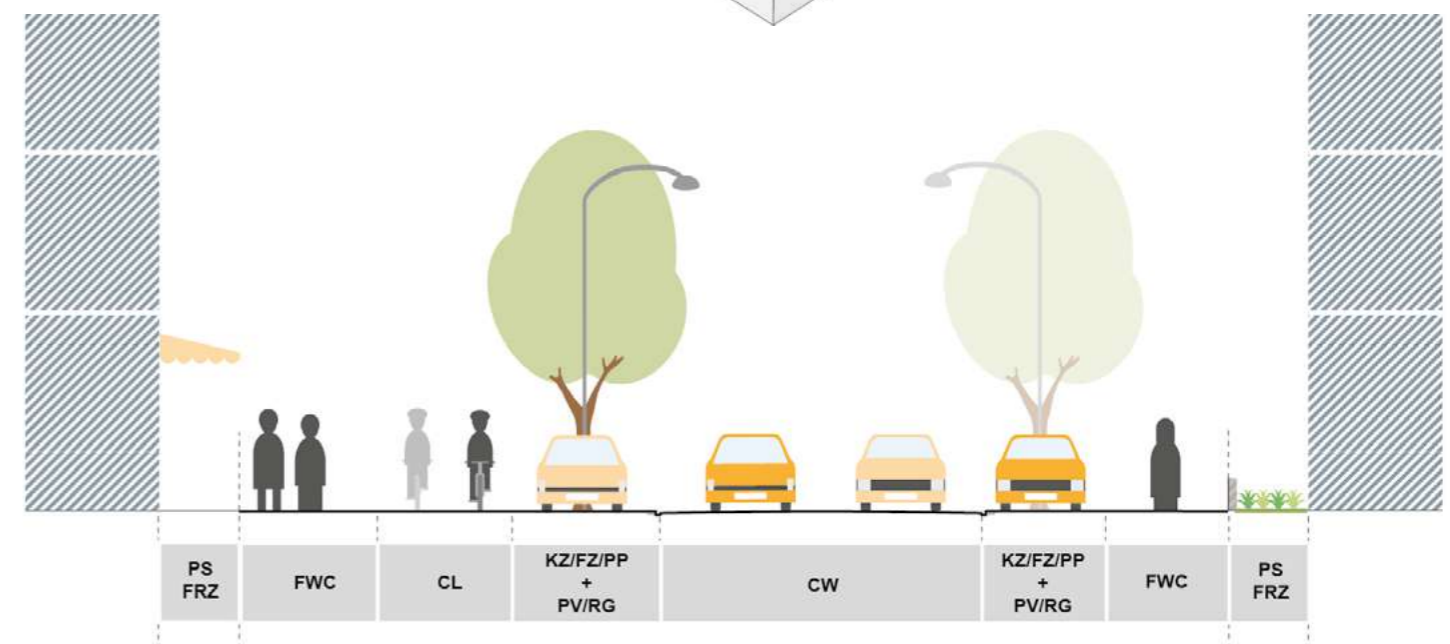 PS
FRZ
FWC
CL
KZ/FZ/PP
+
PV/RG
CW
KZ/FZ/PP
+
PV/RG
FWC
PS
FRZ